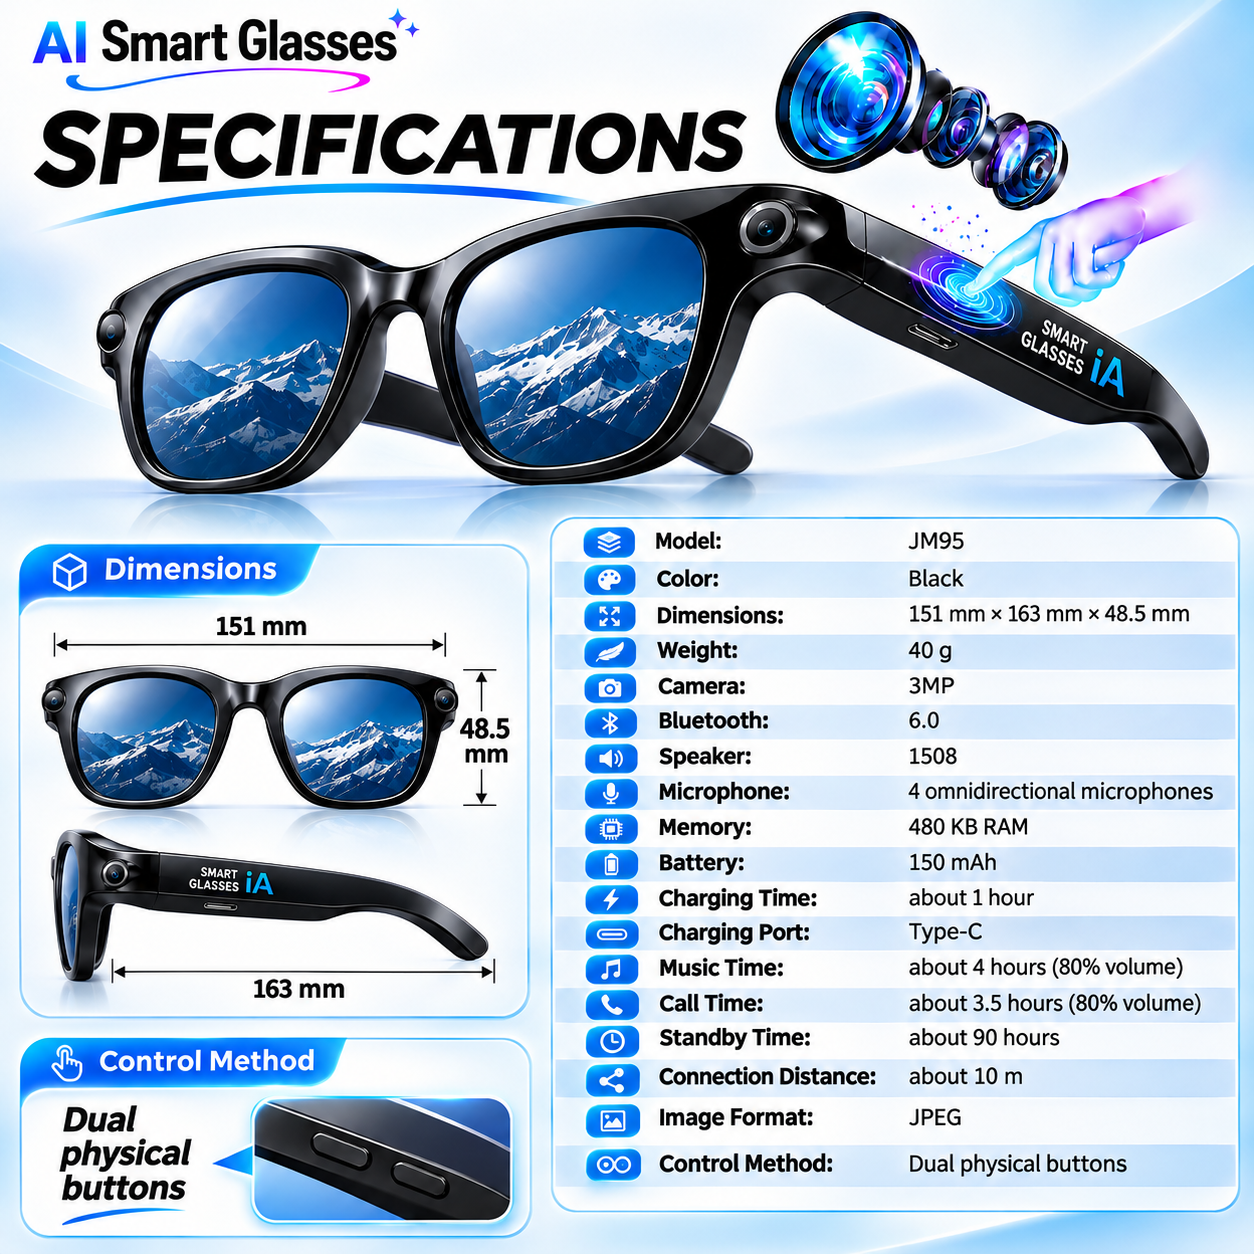 AI Smart Glasses
SPECIFICATIONS
SMART
GLASSES iA
Dimensions
151 mm
48.5
mm
SMART
GLASSES iA
163 mm
Control Method
Dual
physical
buttons
Model: JM95
Color: Black
Dimensions: 151 mm × 163 mm × 48.5 mm
Weight: 40 g
Camera: 3MP
Bluetooth: 6.0
Speaker: 1508
Microphone: 4 omnidirectional microphones
Memory: 480 KB RAM
Battery: 150 mAh
Charging Time: about 1 hour
Charging Port: Type-C
Music Time: about 4 hours (80% volume)
Call Time: about 3.5 hours (80% volume)
Standby Time: about 90 hours
Connection Distance: about 10 m
Image Format: JPEG
Control Method: Dual physical buttons